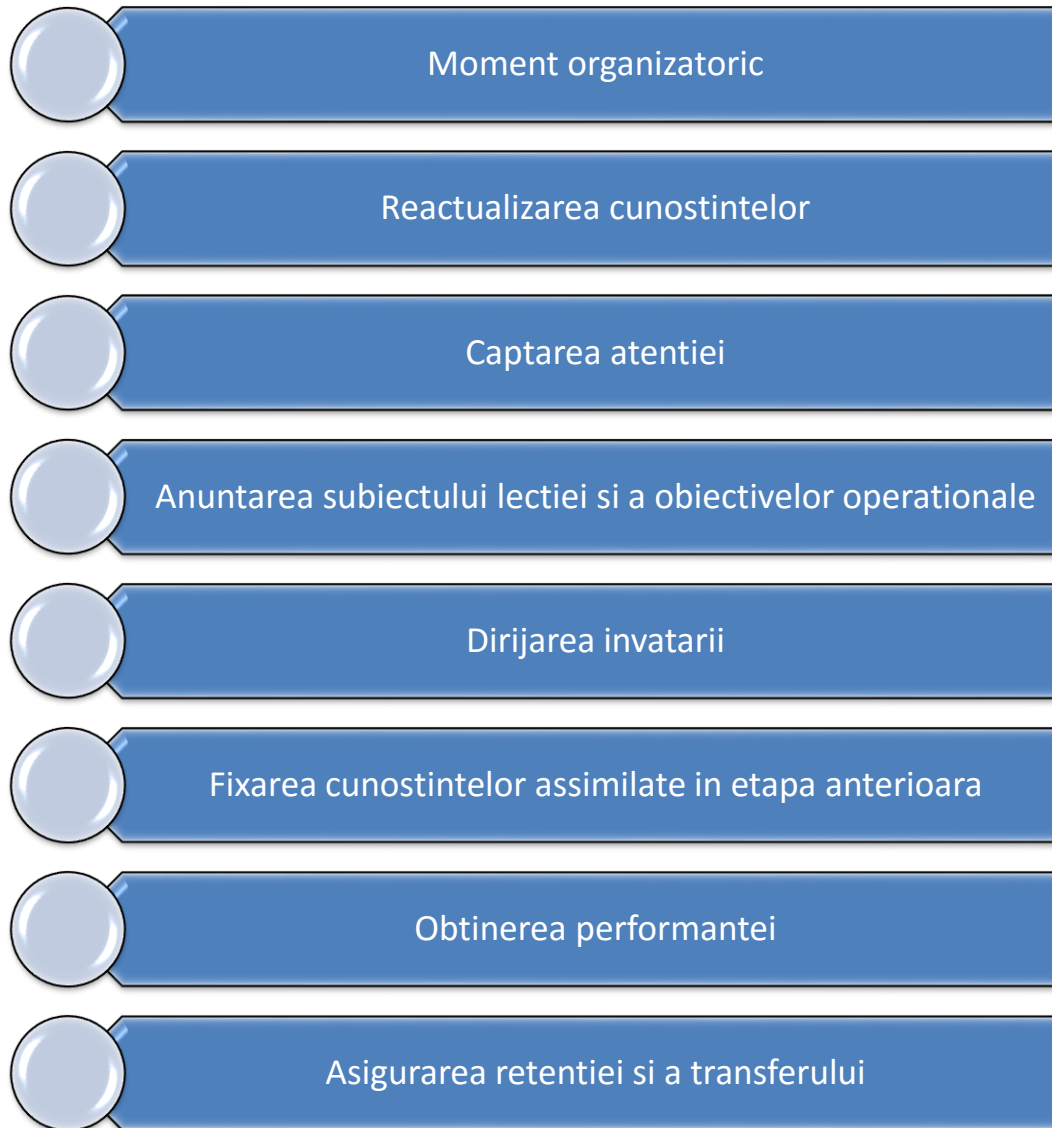 Moment organizatoric
Reactualizarea cunostintelor
Captarea atentiei
Anuntarea subiectului lectiei si a obiectivelor operationale
Dirijarea invatarii
Fixarea cunostintelor assimilate in etapa anterioara
Obtinerea performantei
Asigurarea retentiei si a transferului